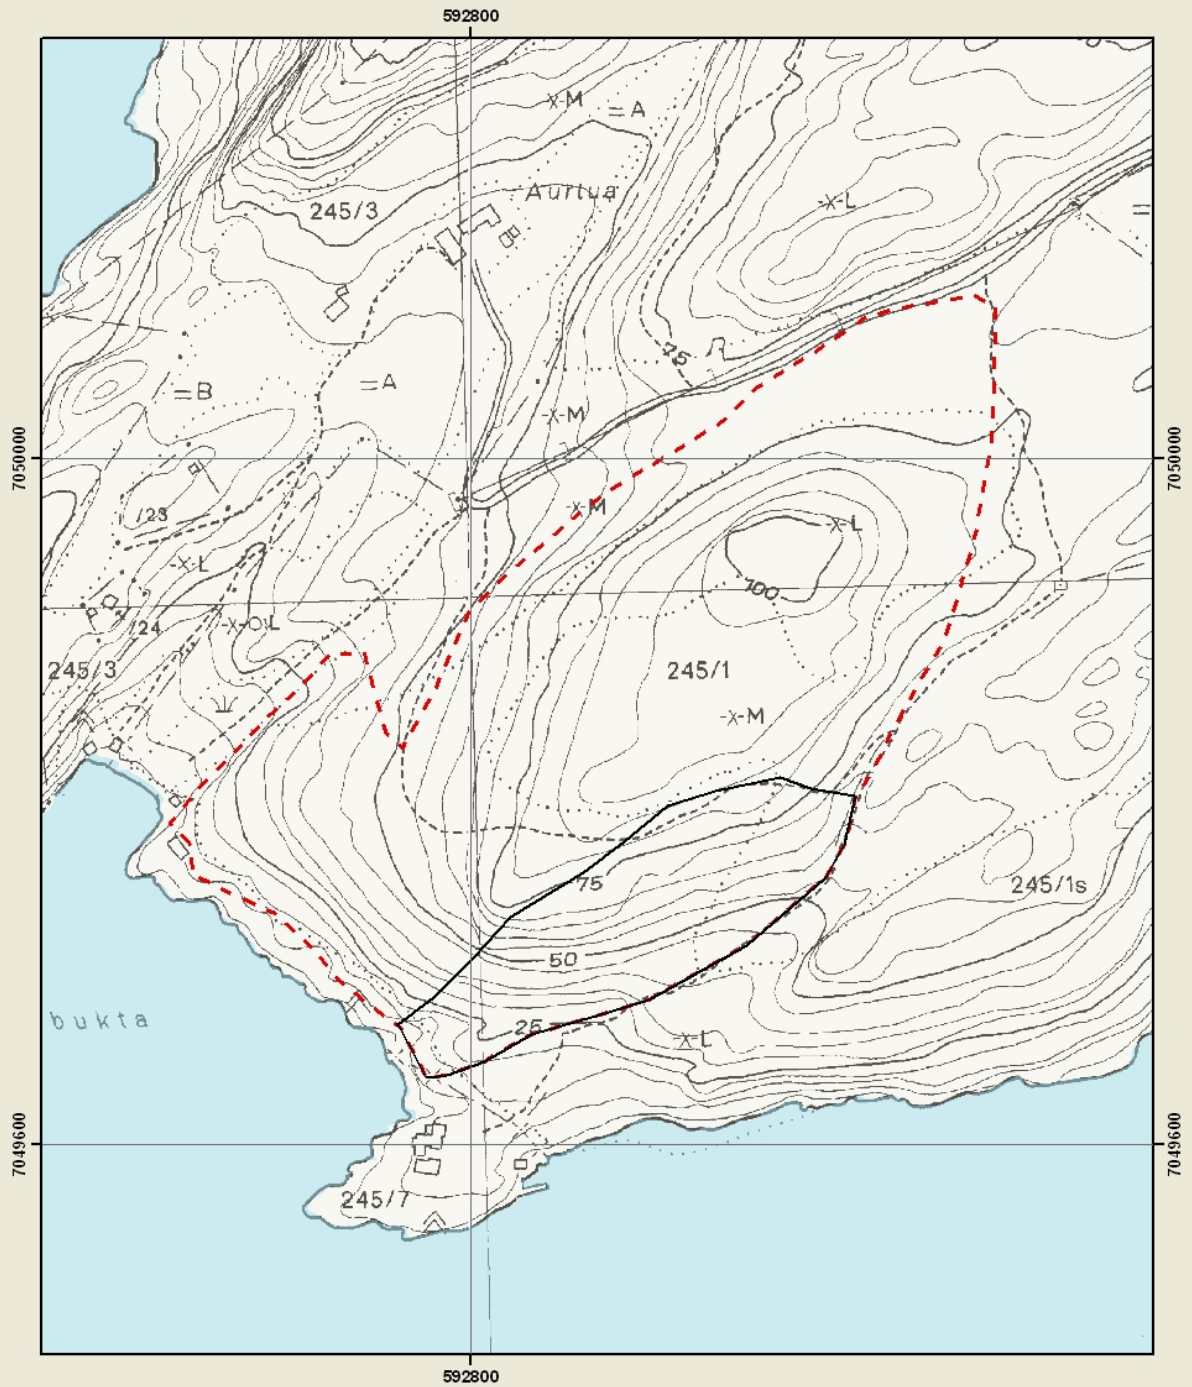 592800
X-M
=A
Aurtua
245/3
-X-L
=
75
=B
=A
-X-M
7050000
7050000
X-M
/23
-X-L
-X-L
100
/24
-X-O\L
245/3
245/1
-X-M
75
245/1s
50
bukta
25
X-L
7049600
7049600
245/7
592800